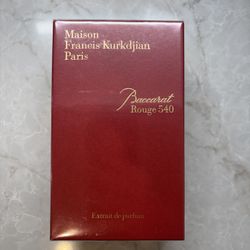 Maison
Francis Kurkdjian
Paris
Baccarat
Rouge 540
Extrait de parfum